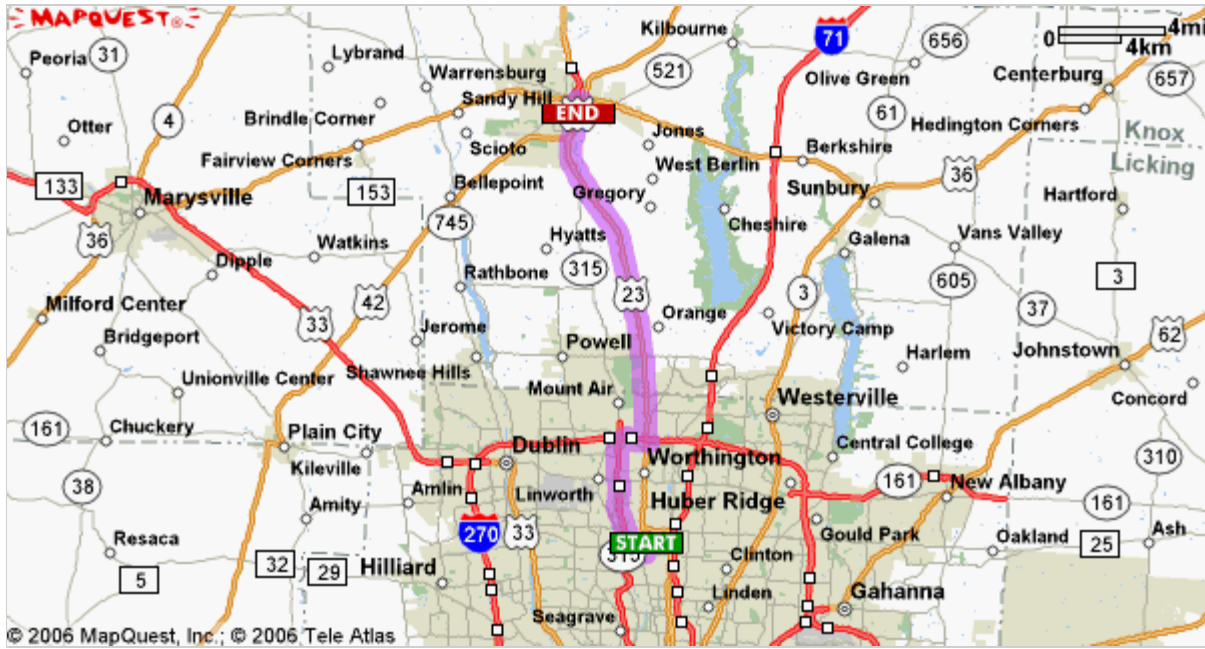 MAPQUEST
Kilbourne
71
656
0
4mi
4km
Peoria
31
Lybrand
521
Olive Green
Centerburg
657
Warrensburg
4
Sandy Hill
END
61
Otter
Brindle Corner
Hedington Corners
Knox
Scioto
Jones
Licking
Fairview Corners
West Berlin
Berkshire
133
Bellepoint
Gregory
Sunbury
36
Marysville
153
Hartford
745
Cheshire
36
Watkins
Hyatts
Galena
Vans Valley
Dipple
315
Rathbone
605
3
23
3
Milford Center
42
37
33
Orange
Victory Camp
62
Bridgeport
Jerome
Powell
Johnstown
Unionville Center
Shawnee Hills
Harlem
Mount Air
Westerville
Concord
161
Chuckery
Plain City
Dublin
Central College
Kileville
Worthington
310
38
Amlin
Linworth
161
New Albany
Amity
Huber Ridge
161
270
33
START
Gould Park
Resaca
315
Oakland
25
Ash
32
29
Hilliard
Clinton
5
Linden
Gahanna
Seagrave
© 2006 MapQuest, Inc.; © 2006 Tele Atlas